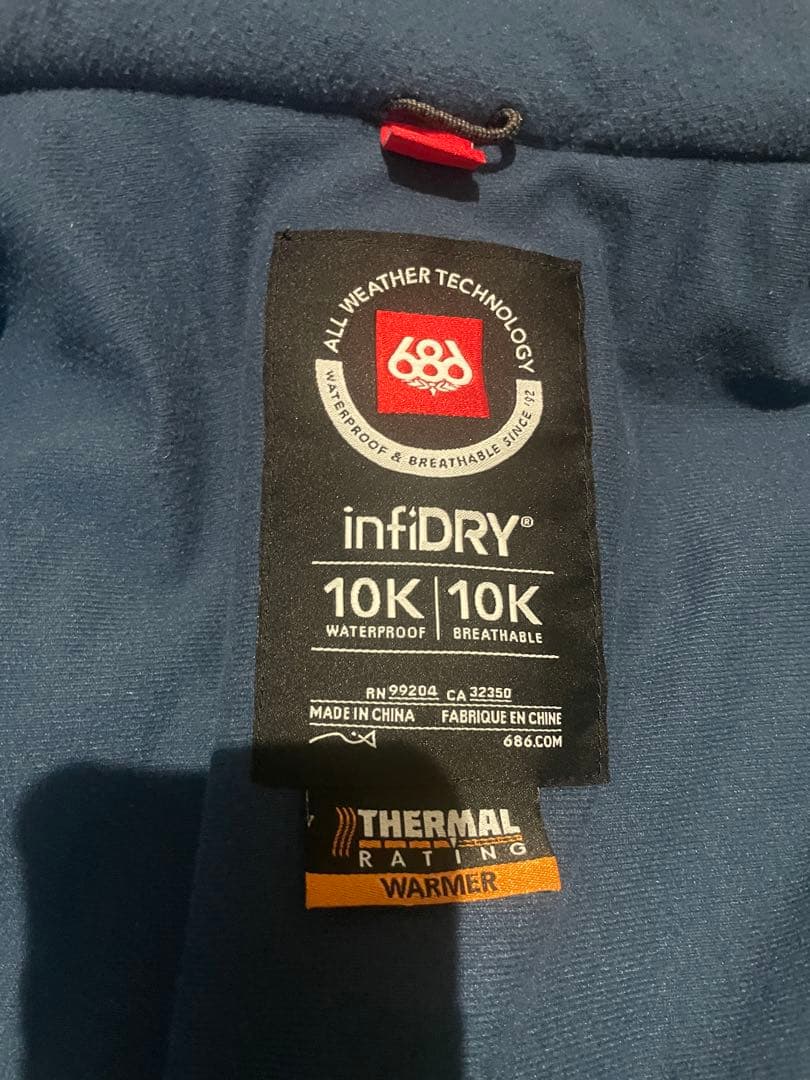 ALL WEATHER TECHNOLOGY
686
WATERPROOF & BREATHABLE SINCE '92
infiDRY®
10K | 10K
WATERPROOF BREATHABLE
RN 99204 CA 32350
MADE IN CHINA FABRIQUE EN CHINE
686.COM
THERMAL
RATING
WARMER